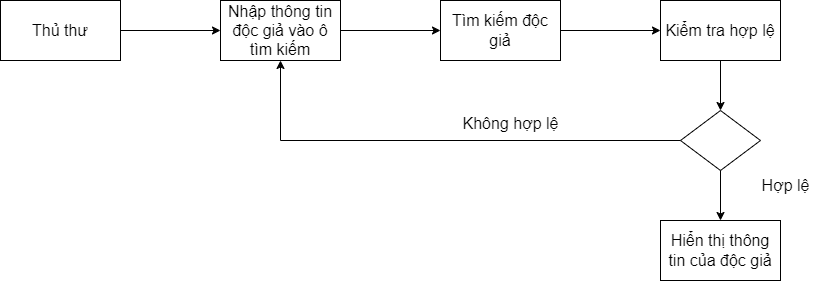 Thủ thư
Nhập thông tin
độc giả vào ô
tìm kiếm
Tìm kiếm độc
giả
Kiểm tra hợp lệ
Không hợp lệ
Hợp lệ
Hiển thị thông
tin của độc giả